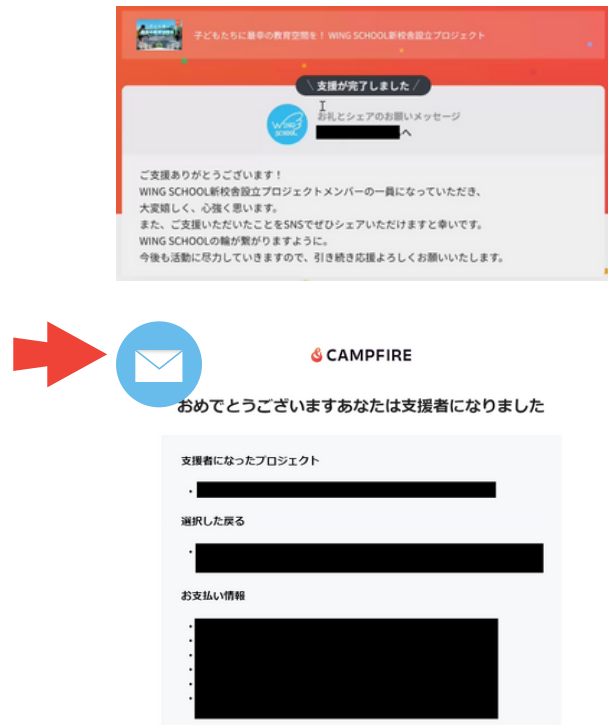 子どもたちに最幸の教育空間を！ WING SCHOOL新校舎設立プロジェクト
\ 支援が完了しました /
お礼とシェアのお願いメッセージ
へ
WING
SCHOOL
ご支援ありがとうございます！
WING SCHOOL新校舎設立プロジェクトメンバーの一員になっていただき、
大変嬉しく、心強く思います。
また、ご支援いただいたことをSNSでぜひシェアいただけますと幸いです。
WING SCHOOLの輪が繋がりますように。
今後も活動に尽力していきますので、引き続き応援よろしくお願いいたします。
CAMPFIRE
おめでとうございますあなたは支援者になりました
支援者になったプロジェクト
選択した戻る
お支払い情報